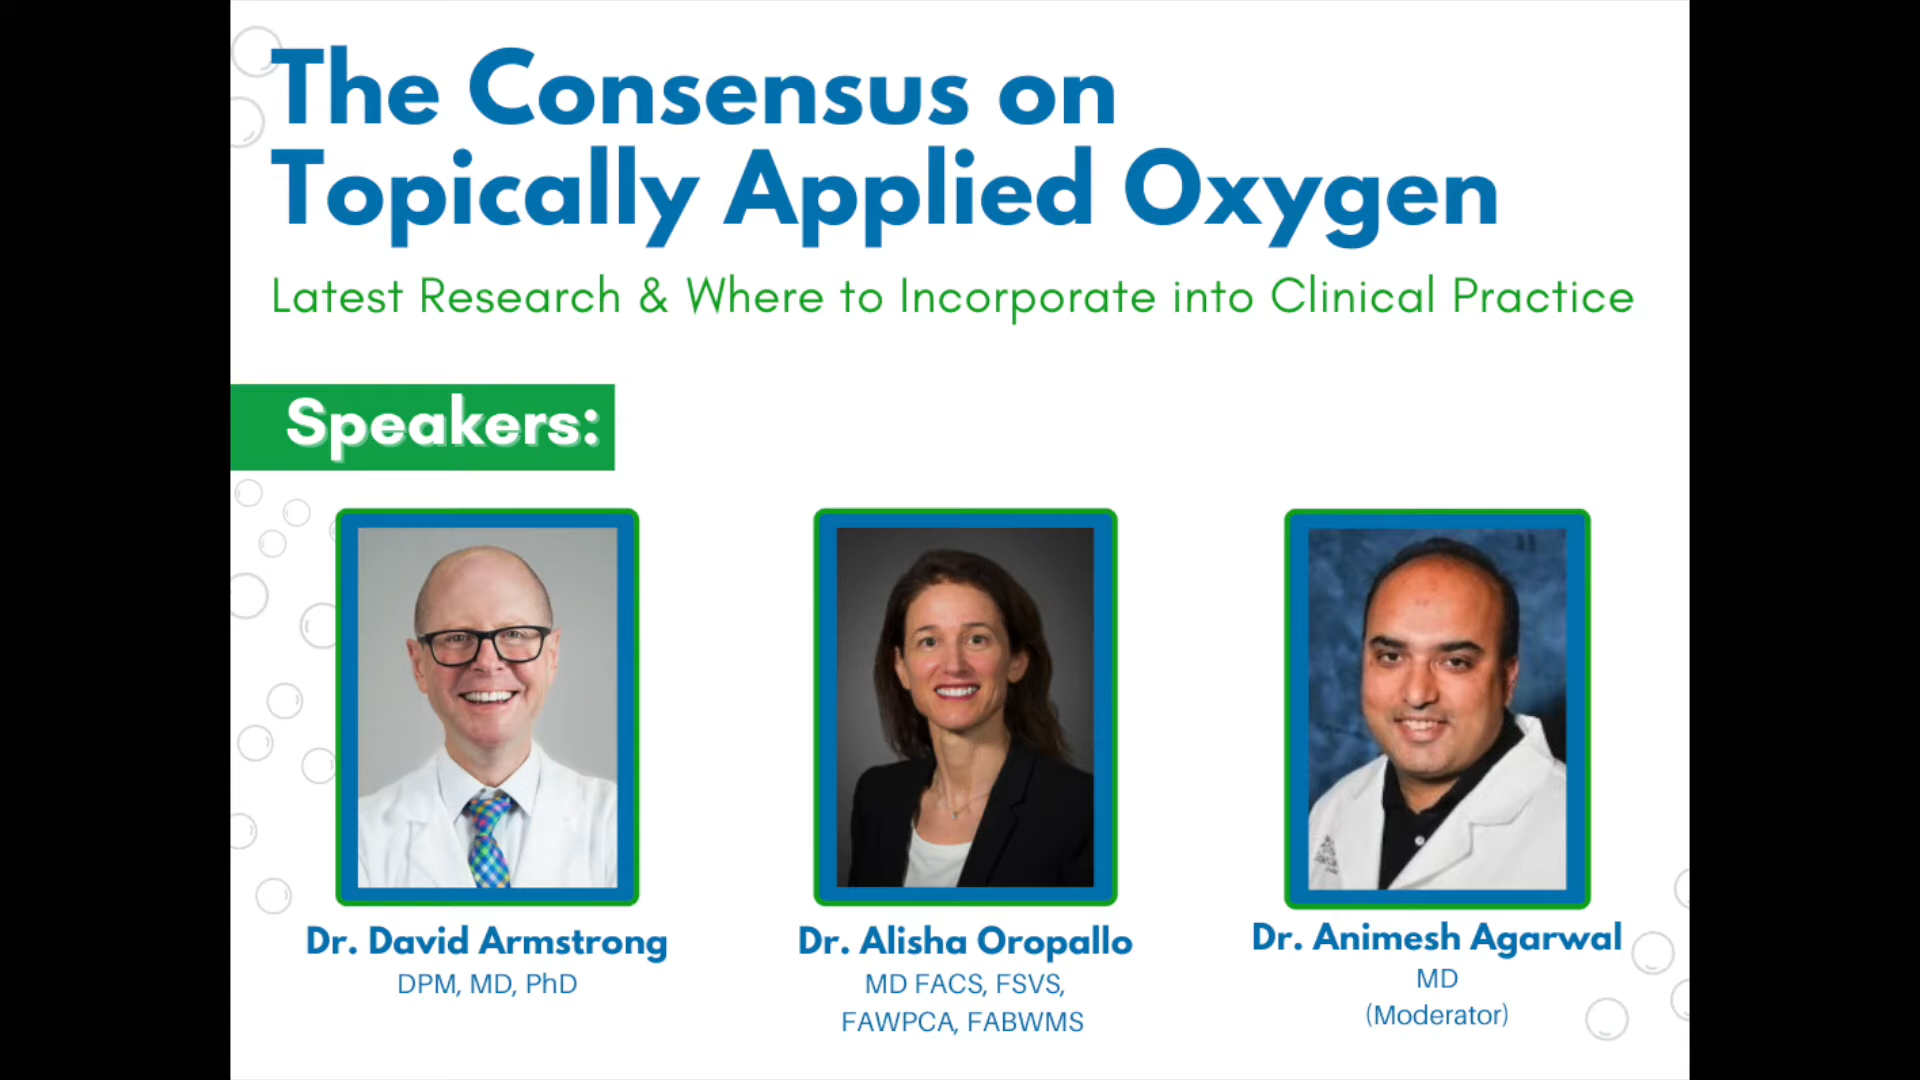 The Consensus on
Topically Applied Oxygen
Latest Research & Where to Incorporate into Clinical Practice
Speakers:
Dr. David Armstrong
DPM, MD, PhD
Dr. Alisha Oropallo
MD FACS, FSVS,
FAWPCA, FABWMS
Dr. Animesh Agarwal
MD
(Moderator)